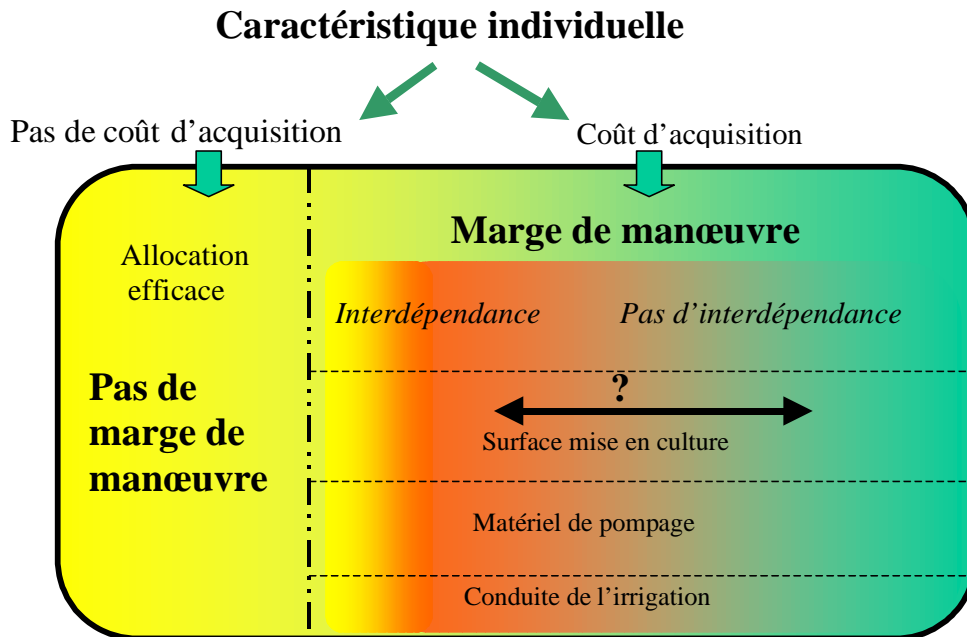 Caractéristique individuelle
Pas de coût d’acquisition
Coût d’acquisition
Allocation
efficace
Pas de
marge de
manœuvre
Marge de manœuvre
Interdépendance
Pas d’interdépendance
?
Surface mise en culture
Matériel de pompage
Conduite de l’irrigation